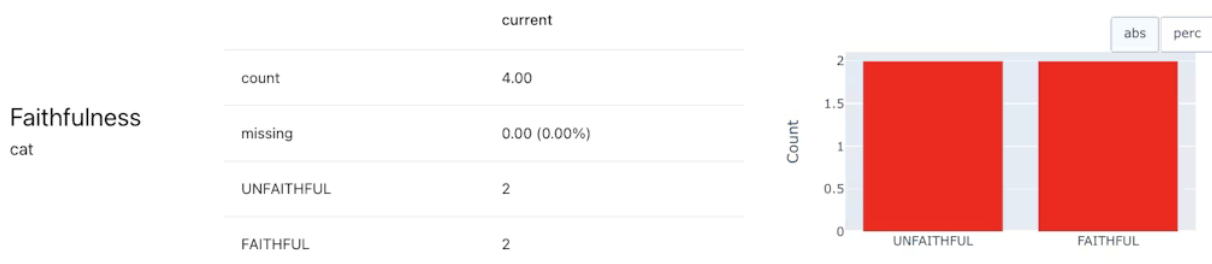 current
count 4.00
Faithfulness
cat
missing 0.00 (0.00%)
UNFAITHFUL 2
FAITHFUL 2
abs perc
Count
2
1.5
1
0.5
0
UNFAITHFUL FAITHFUL